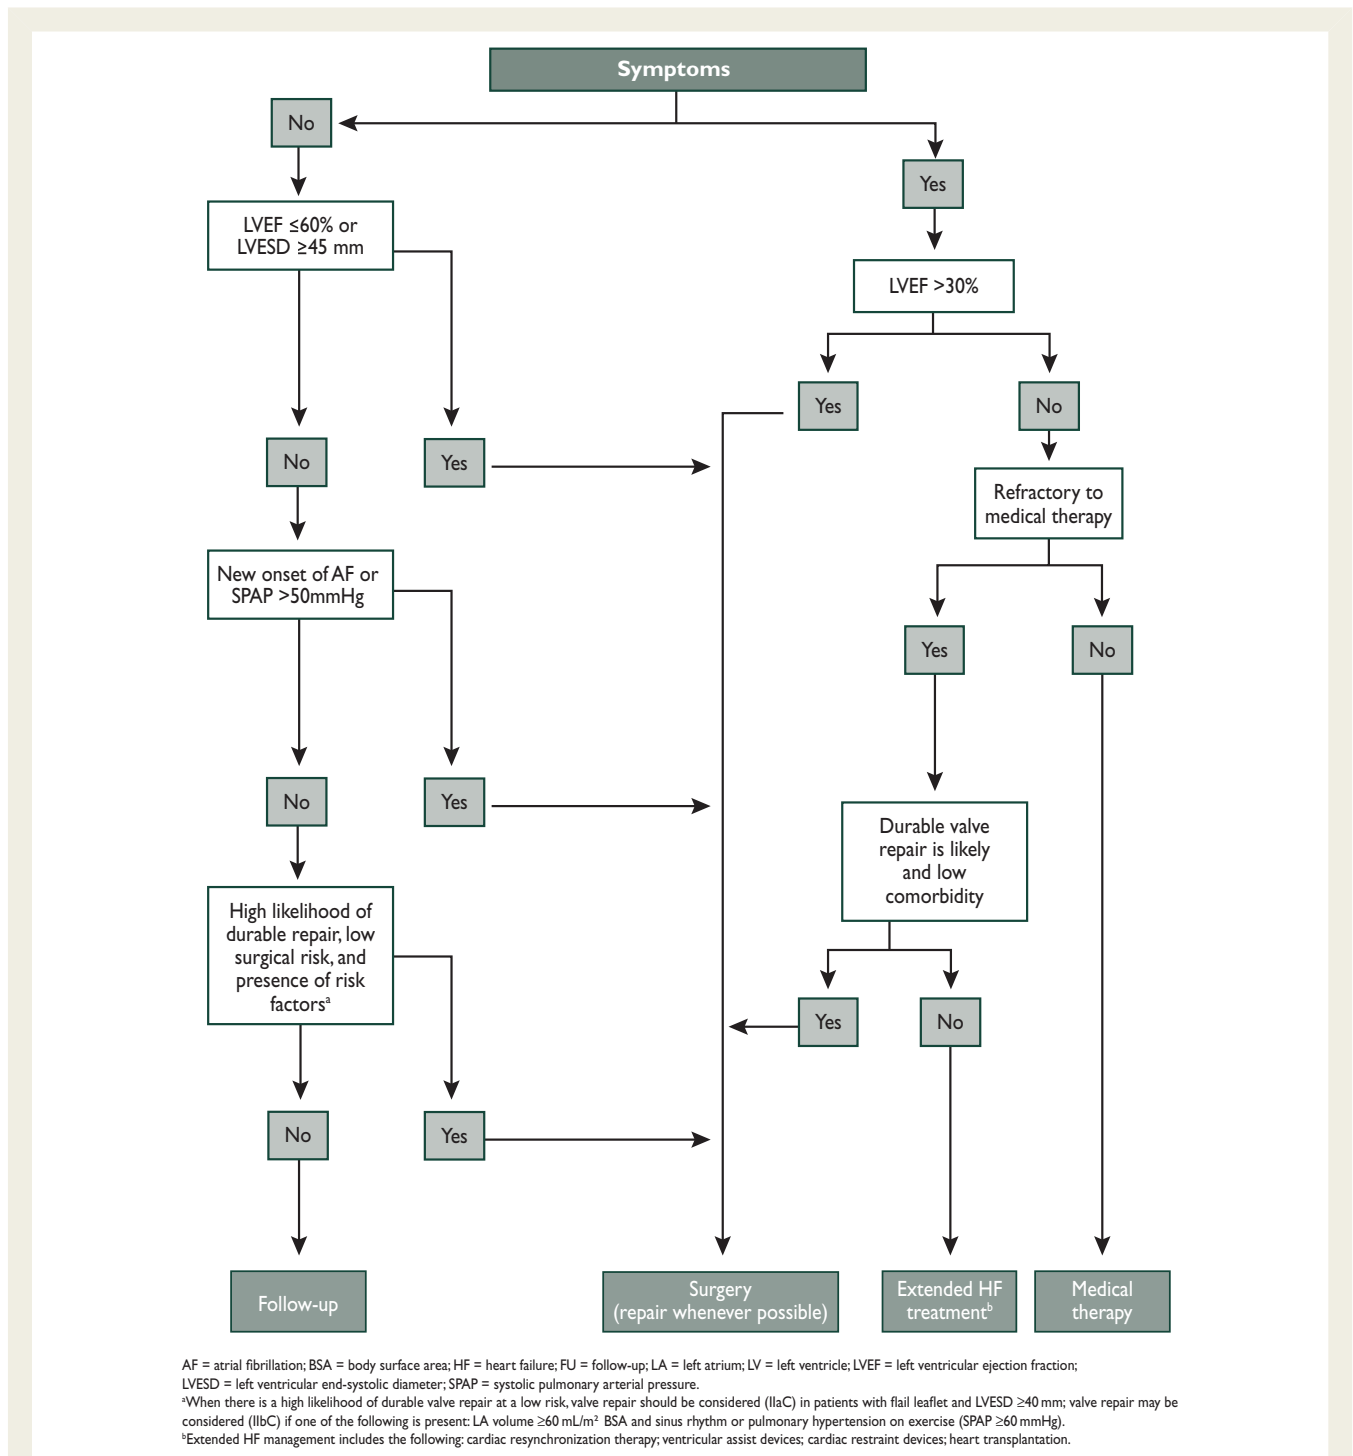 Symptoms
No
Yes
LVEF ≤60% or
LVESD ≥45 mm
LVEF >30%
Yes
No
No
Yes
Refractory to
medical therapy
New onset of AF or
SPAP >50mmHg
Yes
No
No
Yes
Durable valve
repair is likely
and low
comorbidity
High likelihood of
durable repair, low
surgical risk, and
presence of risk
factorsᵃ
Yes
No
No
Yes
Follow-up
Surgery
(repair whenever possible)
Extended HF
treatmentᵇ
Medical
therapy
AF = atrial fibrillation; BSA = body surface area; HF = heart failure; FU = follow-up; LA = left atrium; LV = left ventricle; LVEF = left ventricular ejection fraction;
LVESD = left ventricular end-systolic diameter; SPAP = systolic pulmonary arterial pressure.
ᵃWhen there is a high likelihood of durable valve repair at a low risk, valve repair should be considered (IIaC) in patients with flail leaflet and LVESD ≥40 mm; valve repair may be
considered (IIbC) if one of the following is present: LA volume ≥60 mL/m² BSA and sinus rhythm or pulmonary hypertension on exercise (SPAP ≥60 mmHg).
ᵇExtended HF management includes the following: cardiac resynchronization therapy; ventricular assist devices; cardiac restraint devices; heart transplantation.